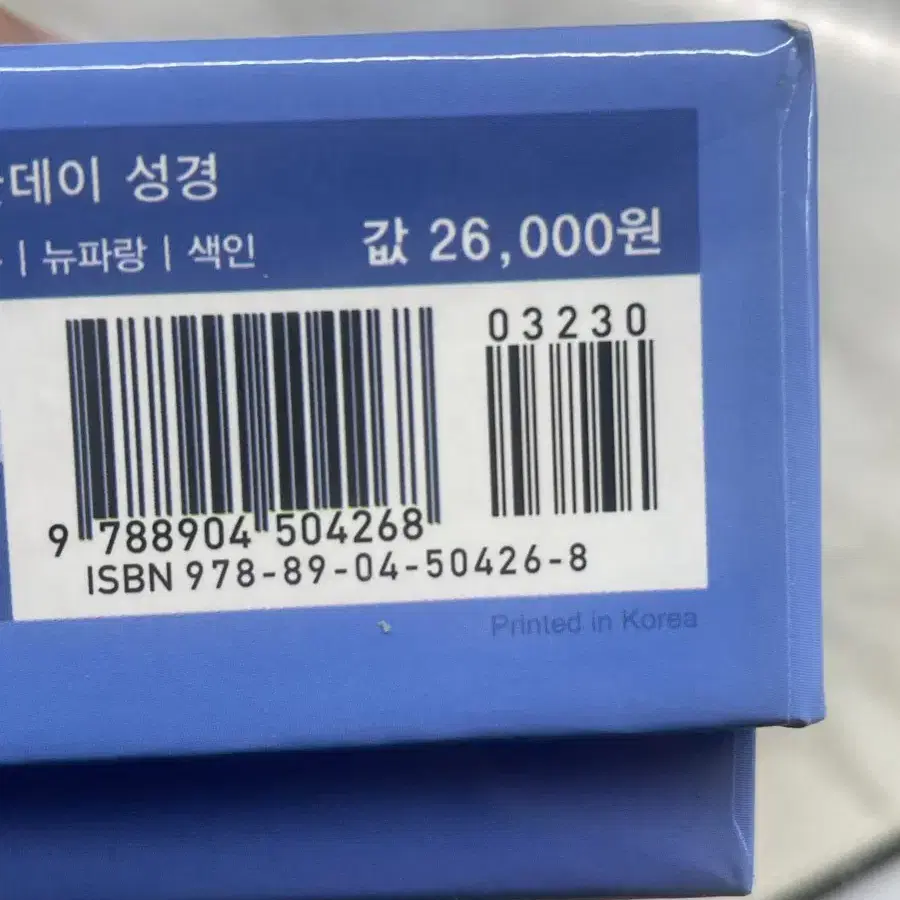 데이 성경
| 뉴파랑 | 색인
값 26,000원
03230
9 788904 504268
ISBN 978-89-04-50426-8
Printed in Korea